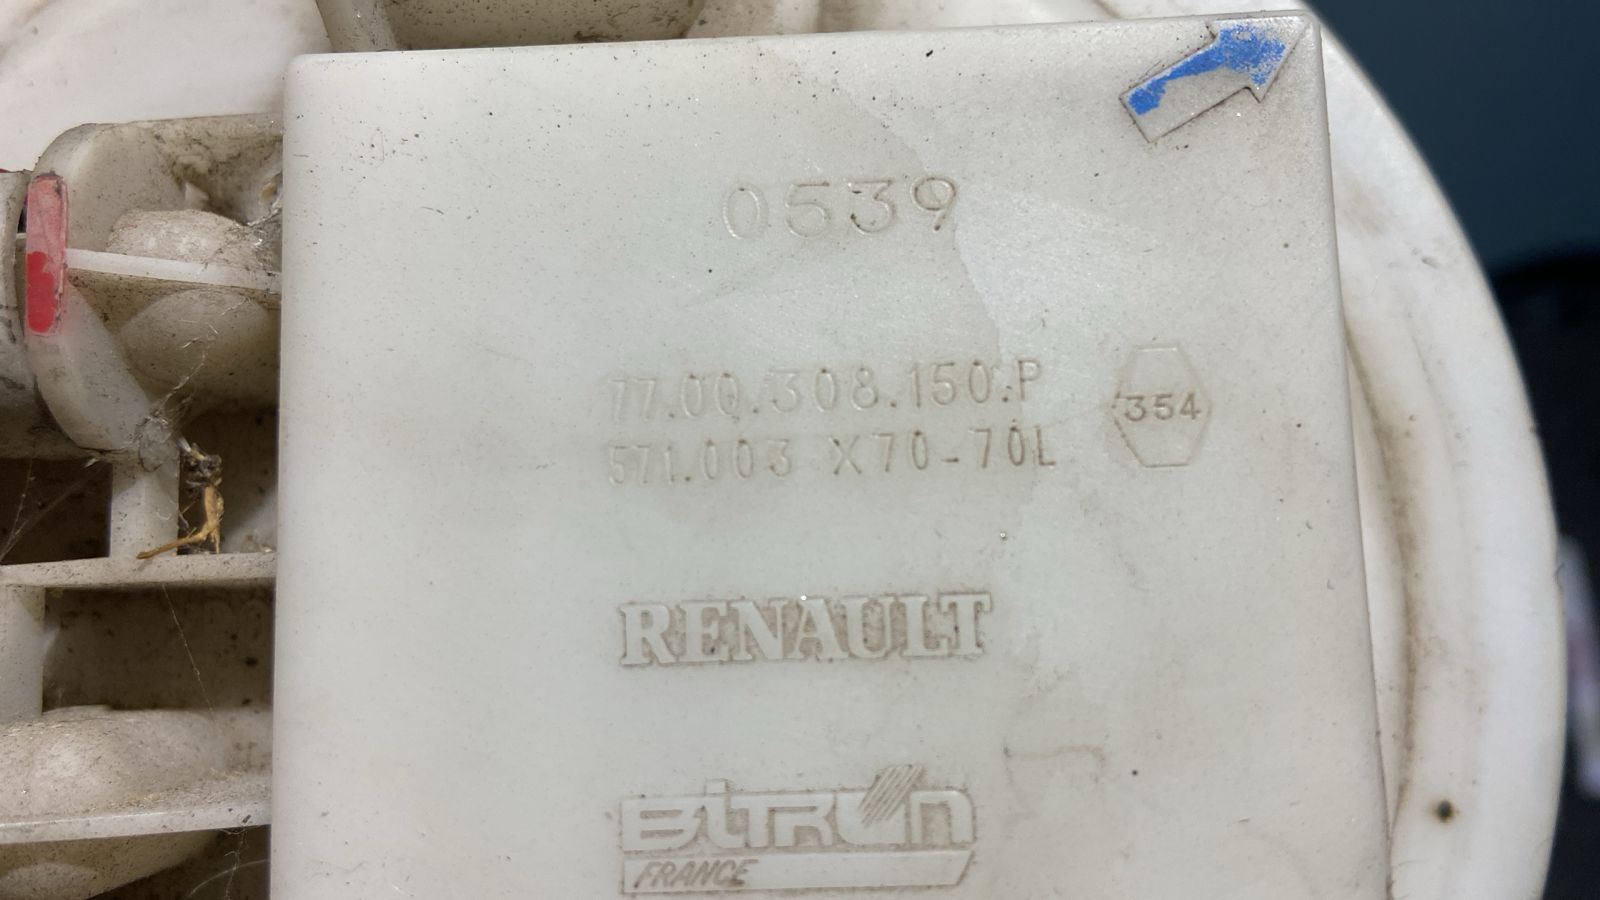 0539
77.00.308.150.P
354
571.003 X70-70L
RENAULT
BITRON
FRANCE